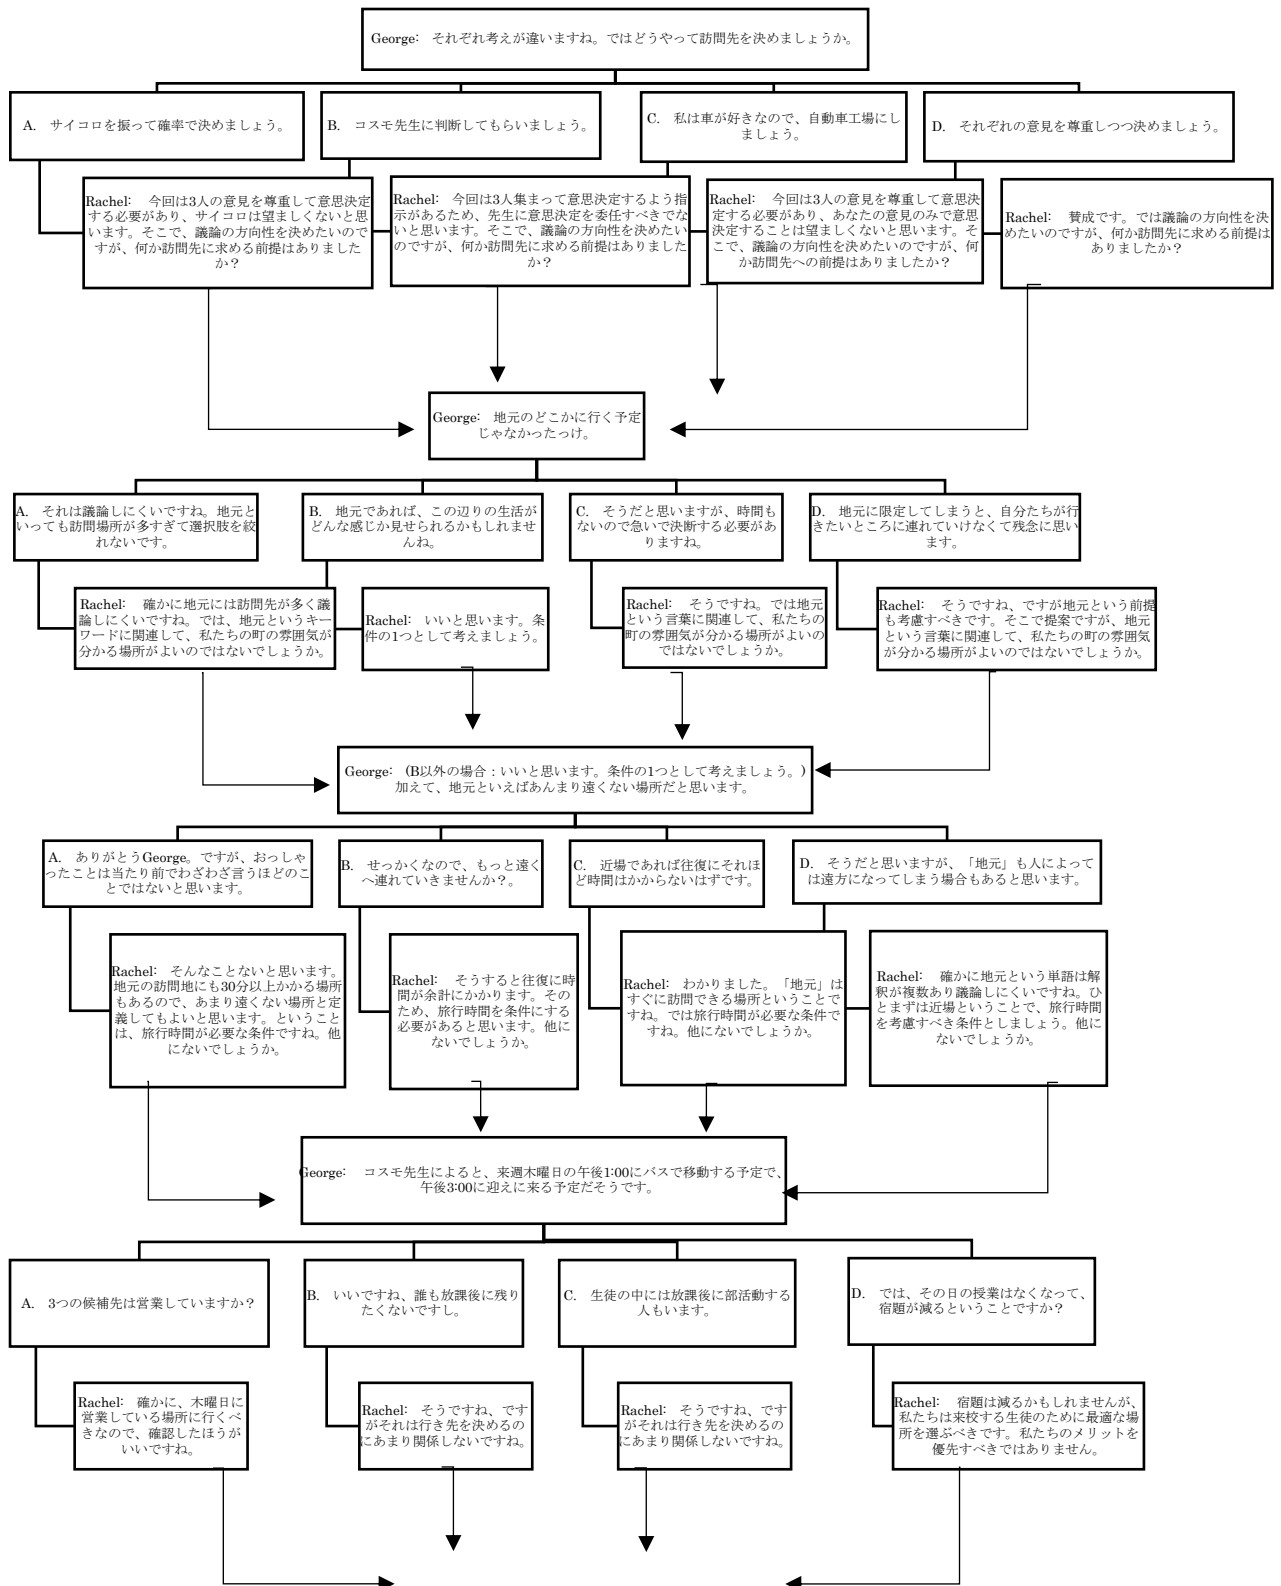 George:　それぞれ考えが違いますね。ではどうやって訪問先を決めましょうか。
A.　サイコロを振って確率で決めましょう。
B.　コスモ先生に判断してもらいましょう。
C.　私は車が好きなので、自動車工場にし
ましょう。
D.　それぞれの意見を尊重しつつ決めましょう。
Rachel:　今回は3人の意見を尊重して意思決定
する必要があり、サイコロは望ましくないと思
います。そこで、議論の方向性を決めたいので
すが、何か訪問先に求める前提はありました
か？
Rachel:　今回は3人集まって意思決定するよう指
示があるため、先生に意思決定を委任すべきでな
いと思います。そこで、議論の方向性を決めたい
のですが、何か訪問先に求める前提はありました
か？
Rachel:　今回は3人の意見を尊重して意思決
定する必要があり、あなたの意見のみで意思
決定することは望ましくないと思います。そ
こで、議論の方向性を決めたいのですが、何
か訪問先への前提はありましたか？
Rachel:　賛成です。では議論の方向性を決
めたいのですが、何か訪問先に求める前提は
ありましたか？
George:　地元のどこかに行く予定
じゃなかったっけ。
A.　それは議論しにくいですね。地元と
いっても訪問場所が多すぎて選択肢を絞
れないです。
B.　地元であれば、この辺りの生活が
どんな感じか見せられるかもしれませ
んね。
C.　そうだと思いますが、時間も
ないので急いで決断する必要があ
りますね。
D.　地元に限定してしまうと、自分たちが行
きたいところに連れていけなくて残念に思い
ます。
Rachel:　確かに地元には訪問先が多く議
論しにくいですね。では、地元というキー
ワードに関連して、私たちの町の雰囲気が
分かる場所がよいのではないでしょうか。
Rachel:　いいと思います。条
件の1つとして考えましょう。
Rachel:　そうですね。では地元
という言葉に関連して、私たちの
町の雰囲気が分かる場所がよいの
ではないでしょうか。
Rachel:　そうですね、ですが地元という前提
も考慮すべきです。そこで提案ですが、地元
という言葉に関連して、私たちの町の雰囲気
が分かる場所がよいのではないでしょうか。
George:　(B以外の場合：いいと思います。条件の1つとして考えましょう。)
加えて、地元といえばあんまり遠くない場所だと思います。
A.　ありがとうGeorge。ですが、おっしゃ
ったことは当たり前でわざわざ言うほどのこ
とではないと思います。
B.　せっかくなので、もっと遠く
へ連れていきませんか？。
C.　近場であれば往復にそれほ
ど時間はかからないはずです。
D.　そうだと思いますが、「地元」も人によって
は遠方になってしまう場合もあると思います。
Rachel:　そんなことないと思います。
地元の訪問地にも30分以上かかる場所
もあるので、あまり遠くない場所と定
義してもよいと思います。ということ
は、旅行時間が必要な条件ですね。他
にないでしょうか。
Rachel:　そうすると往復に時
間が余計にかかります。その
ため、旅行時間を条件にする
必要があると思います。他に
ないでしょうか。
Rachel:　わかりました。「地元」は
すぐに訪問できる場所ということで
すね。では旅行時間が必要な条件で
すね。他にないでしょうか。
Rachel:　確かに地元という単語は解
釈が複数あり議論しにくいですね。ひ
とまずは近場ということで、旅行時間
を考慮すべき条件としましょう。他に
ないでしょうか。
George:　コスモ先生によると、来週木曜日の午後1:00にバスで移動する予定で、
午後3:00に迎えに来る予定だそうです。
A.　3つの候補先は営業していますか？
B.　いいですね、誰も放課後に残り
たくないですし。
C.　生徒の中には放課後に部活動する
人もいます。
D.　では、その日の授業はなくなって、
宿題が減るということですか？
Rachel:　確かに、木曜日に
営業している場所に行くべ
きなので、確認したほうが
いいですね。
Rachel:　そうですね、です
がそれは行き先を決めるの
にあまり関係しないですね。
Rachel:　そうですね、です
がそれは行き先を決めるの
にあまり関係しないですね。
Rachel:　宿題は減るかもしれませんが、
私たちは来校する生徒のために最適な場
所を選ぶべきです。私たちのメリットを
優先すべきではありません。